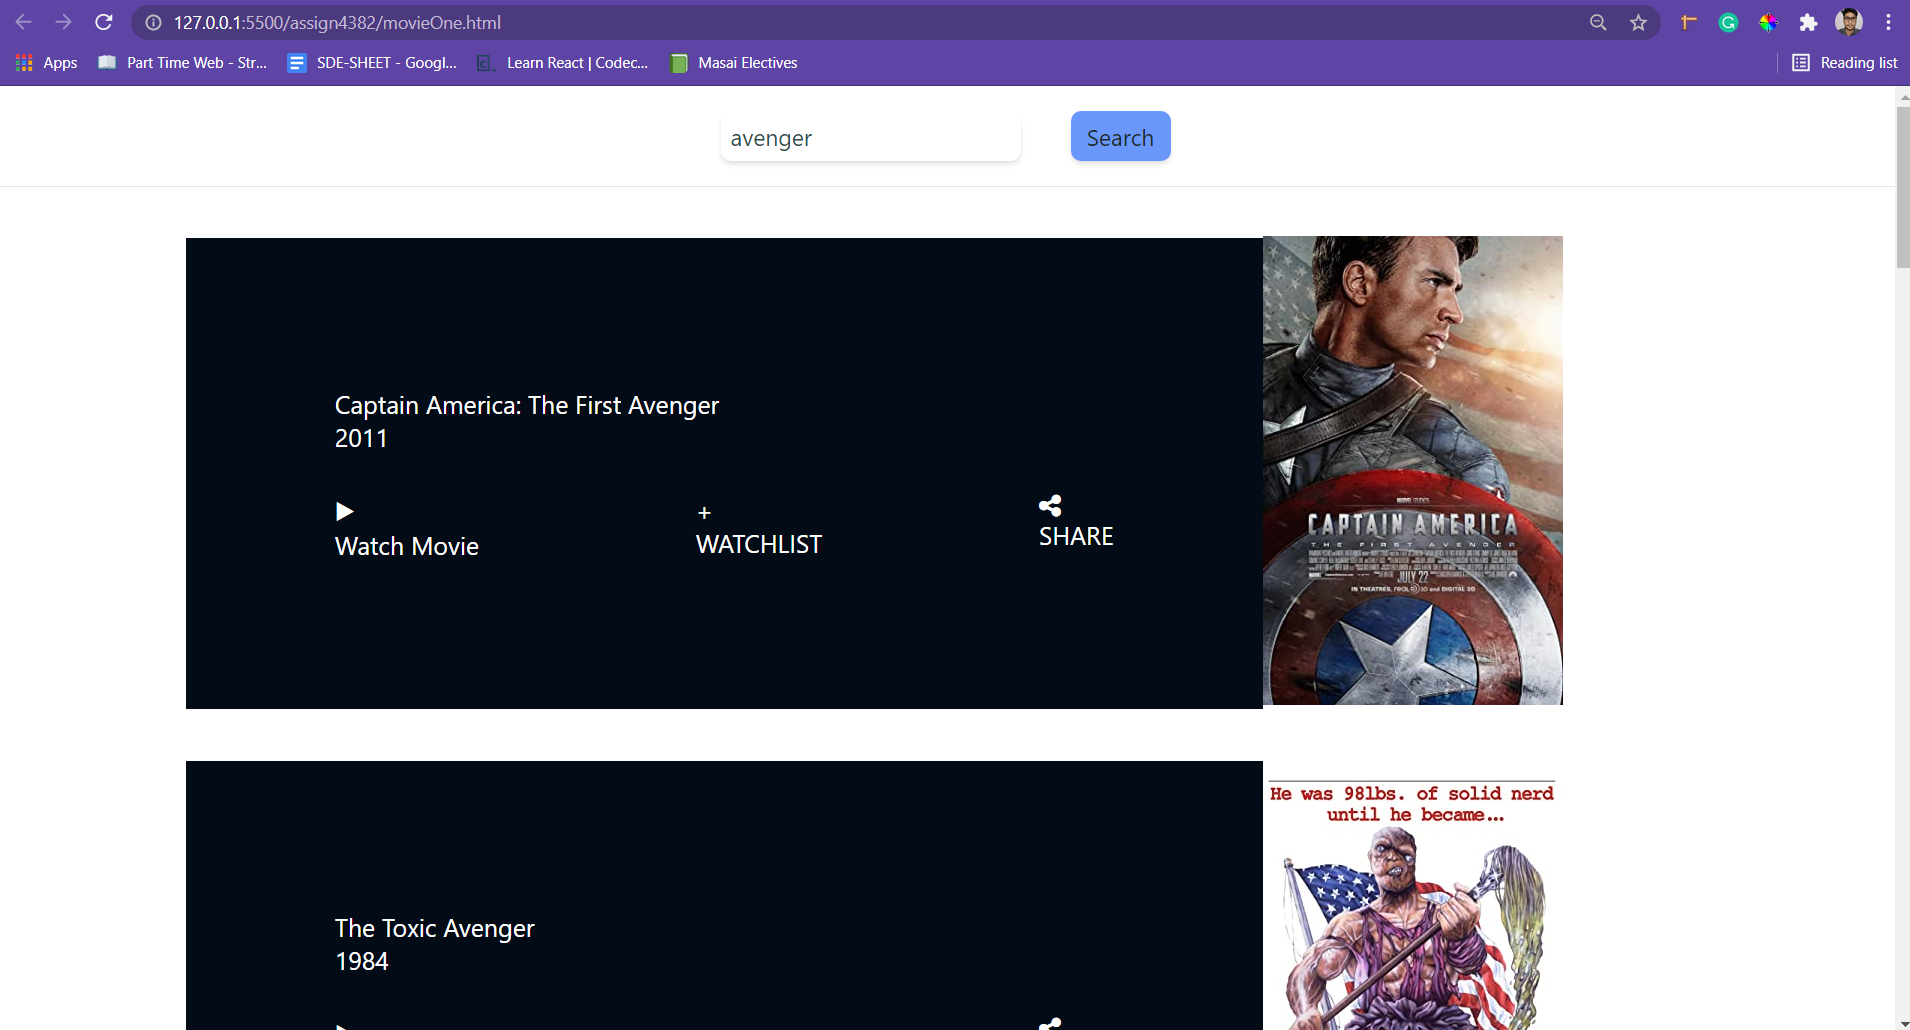 127.0.0.1:5500/assign4382/movieOne.html
Apps
Part Time Web - Str...
SDE-SHEET - Googl...
Learn React | Codec...
Masai Electives
Reading list
avenger
Search
Captain America: The First Avenger
2011
Watch Movie
+
WATCHLIST
SHARE
MARVEL STUDIOS
CAPTAIN AMERICA
THE FIRST AVENGER
JULY 22
IN THEATRES, REAL D 3D and DIGITAL 3D
The Toxic Avenger
1984
He was 98lbs. of solid nerd
until he became...